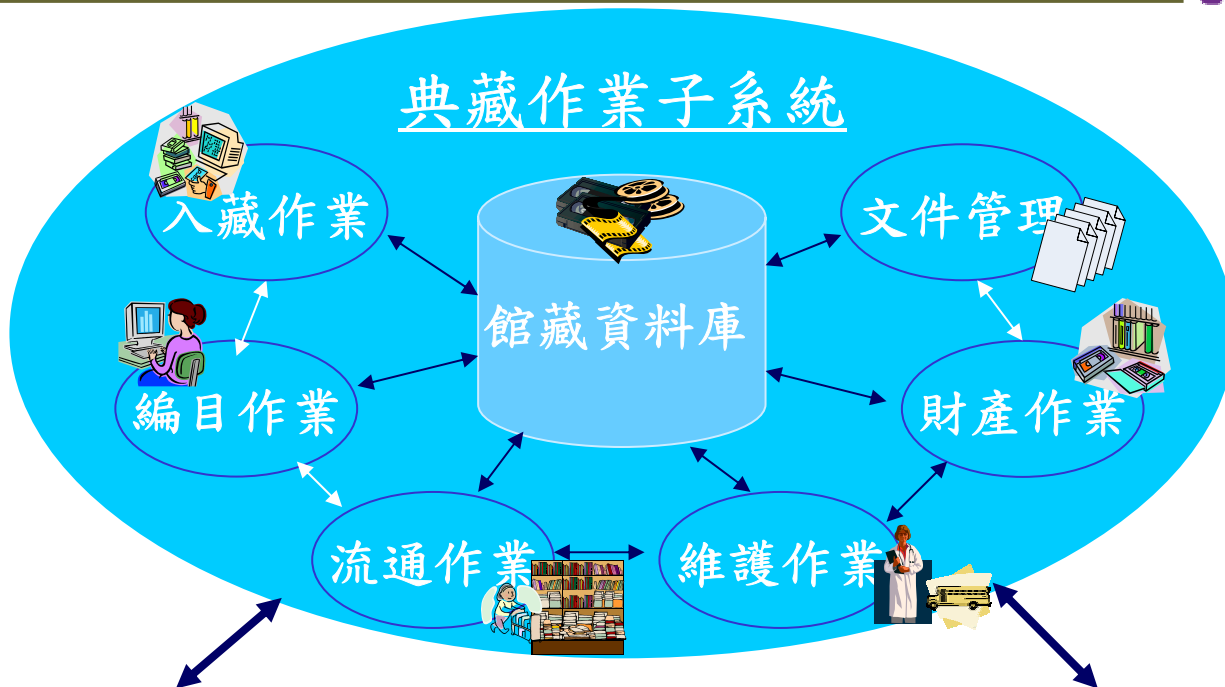 典藏作業子系統
入藏作業
文件管理
館藏資料庫
編目作業
財產作業
流通作業
維護作業